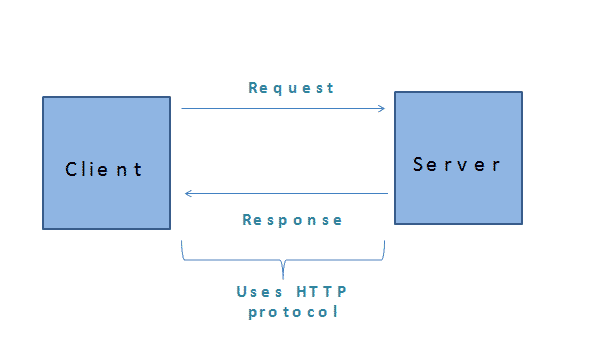 Request
Client
Server
Response
Uses HTTP
protocol